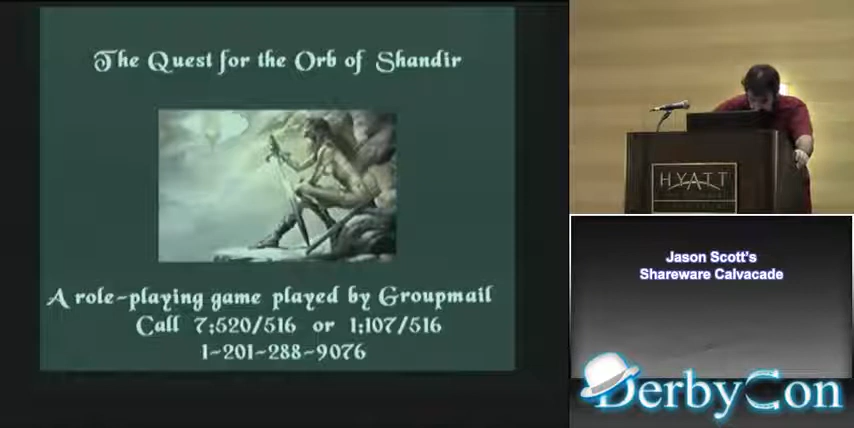 The Quest for the Orb of Shandir
A role-playing game played by Groupmail
Call 7:520/516 or 1:107/516
1-201-288-9076
HYATT
Jason Scott's
Shareware Calvacade
DerbyCon